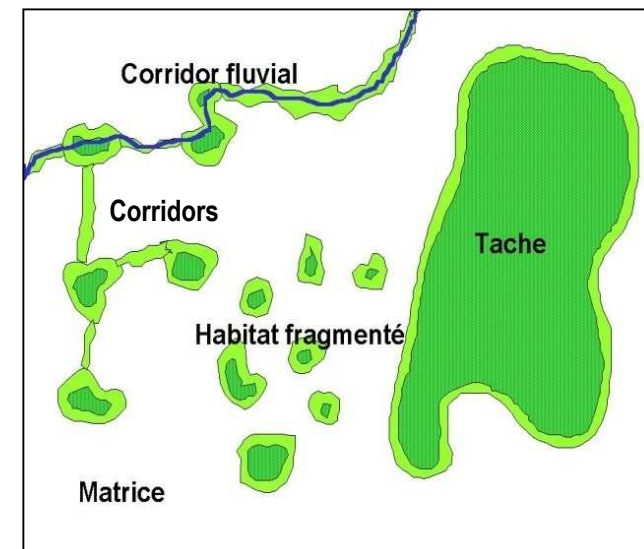 Corridor fluvial
Corridors
Tache
Habitat fragmenté
Matrice